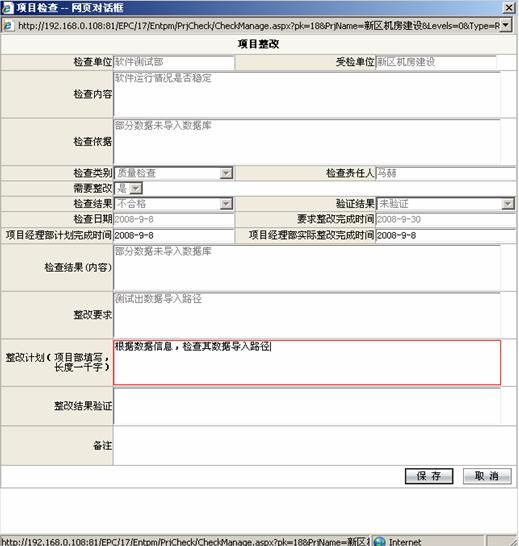 项目检查 -- 网页对话框
http://192.168.0.108:81/EPC/17/Entpm/PrjCheck/CheckManage.aspx?pk=18&PrjName=新区机房建设&Levels=0&Type=R
项目整改
检查单位 软件测试部 受检单位 新区机房建设
检查内容 软件运行情况是否稳定
检查依据 部分数据未导入数据库
检查类别 质量检查 检查责任人 马赫
需要整改 是
检查结果 不合格 验证结果 未验证
检查日期 2008-9-8 要求整改完成时间 2008-9-30
项目经理部计划完成时间 2008-9-8 项目经理部实际整改完成时间 2008-9-8
检查结果(内容) 部分数据未导入数据库
整改要求 测试出数据导入路径
整改计划(项目部填写,
长度一千字) 根据数据信息,检查其数据导入路径
整改结果验证
备注
保 存 取 消
http://192.168.0.108:81/EPC/17/Entpm/PrjCheck/CheckManage.aspx?pk=18&PrjName=新区 Internet